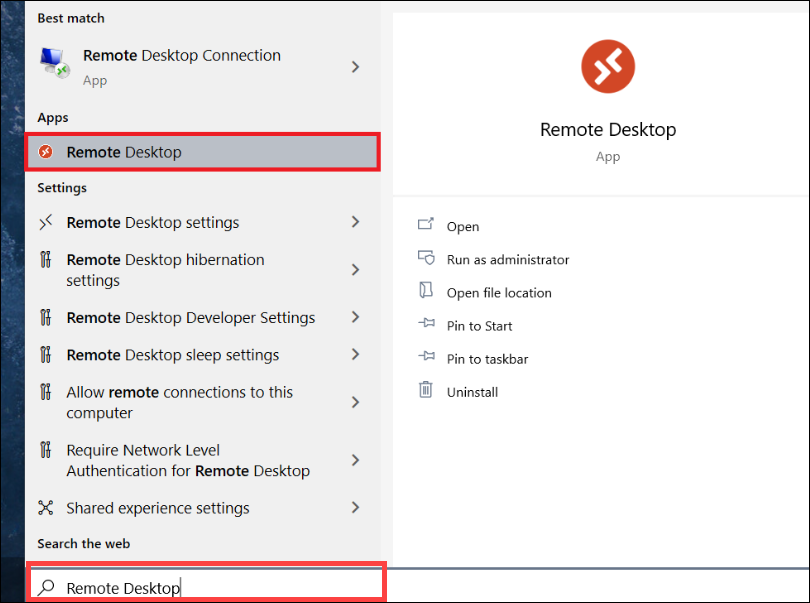 Best match
Remote Desktop Connection
App
Apps
Remote Desktop
Settings
Remote Desktop settings
Remote Desktop hibernation
settings
Remote Desktop Developer Settings
Remote Desktop sleep settings
Allow remote connections to this
computer
Require Network Level
Authentication for Remote Desktop
Shared experience settings
Search the web
Remote Desktop
Remote Desktop
App
Open
Run as administrator
Open file location
Pin to Start
Pin to taskbar
Uninstall